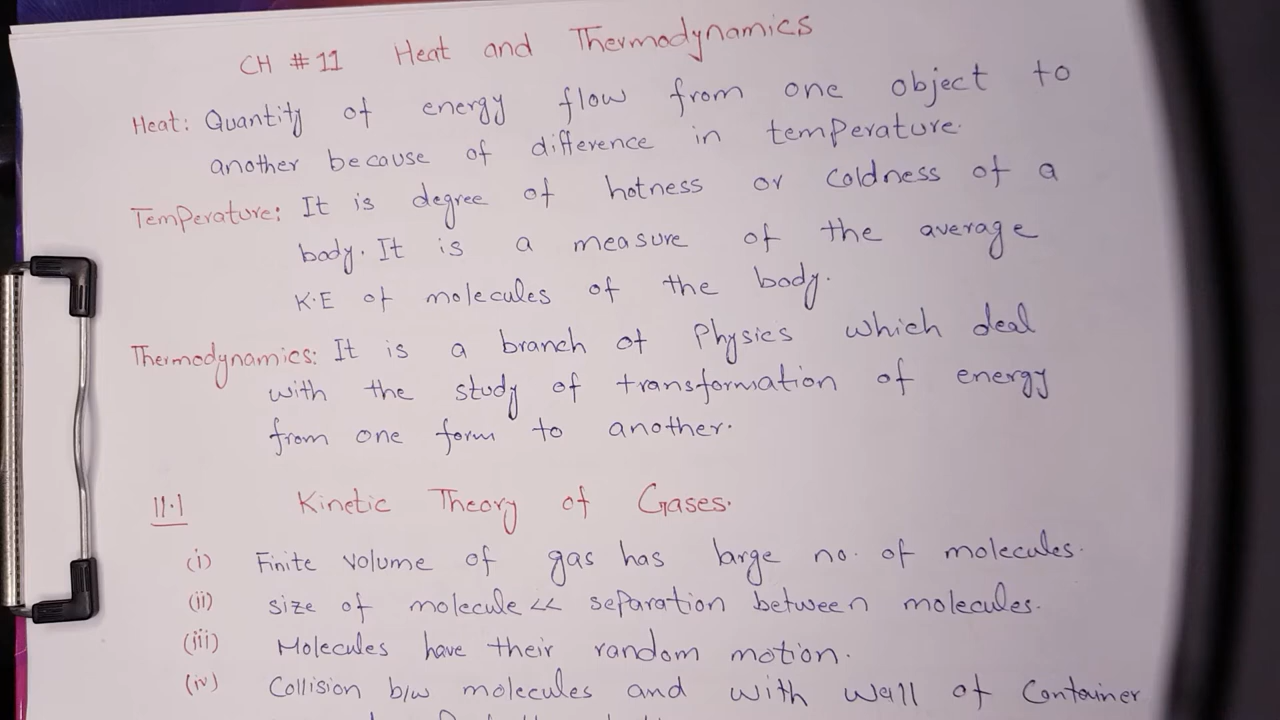 CH # 11 Heat and Thermodynamics
Heat: Quantity of energy flow from one object to
another because of difference in temperature.
Temperature: It is degree of hotness or coldness of a
body. It is a measure of the average
K.E of molecules of the body.
Thermodynamics: It is a branch of Physics which deal
with the study of transformation of energy
from one form to another.
11.1 Kinetic Theory of Gases.
(i) Finite volume of gas has large no. of molecules.
(ii) size of molecule << separation between molecules.
(iii) Molecules have their random motion.
(iv) Collision b/w molecules and with wall of Container